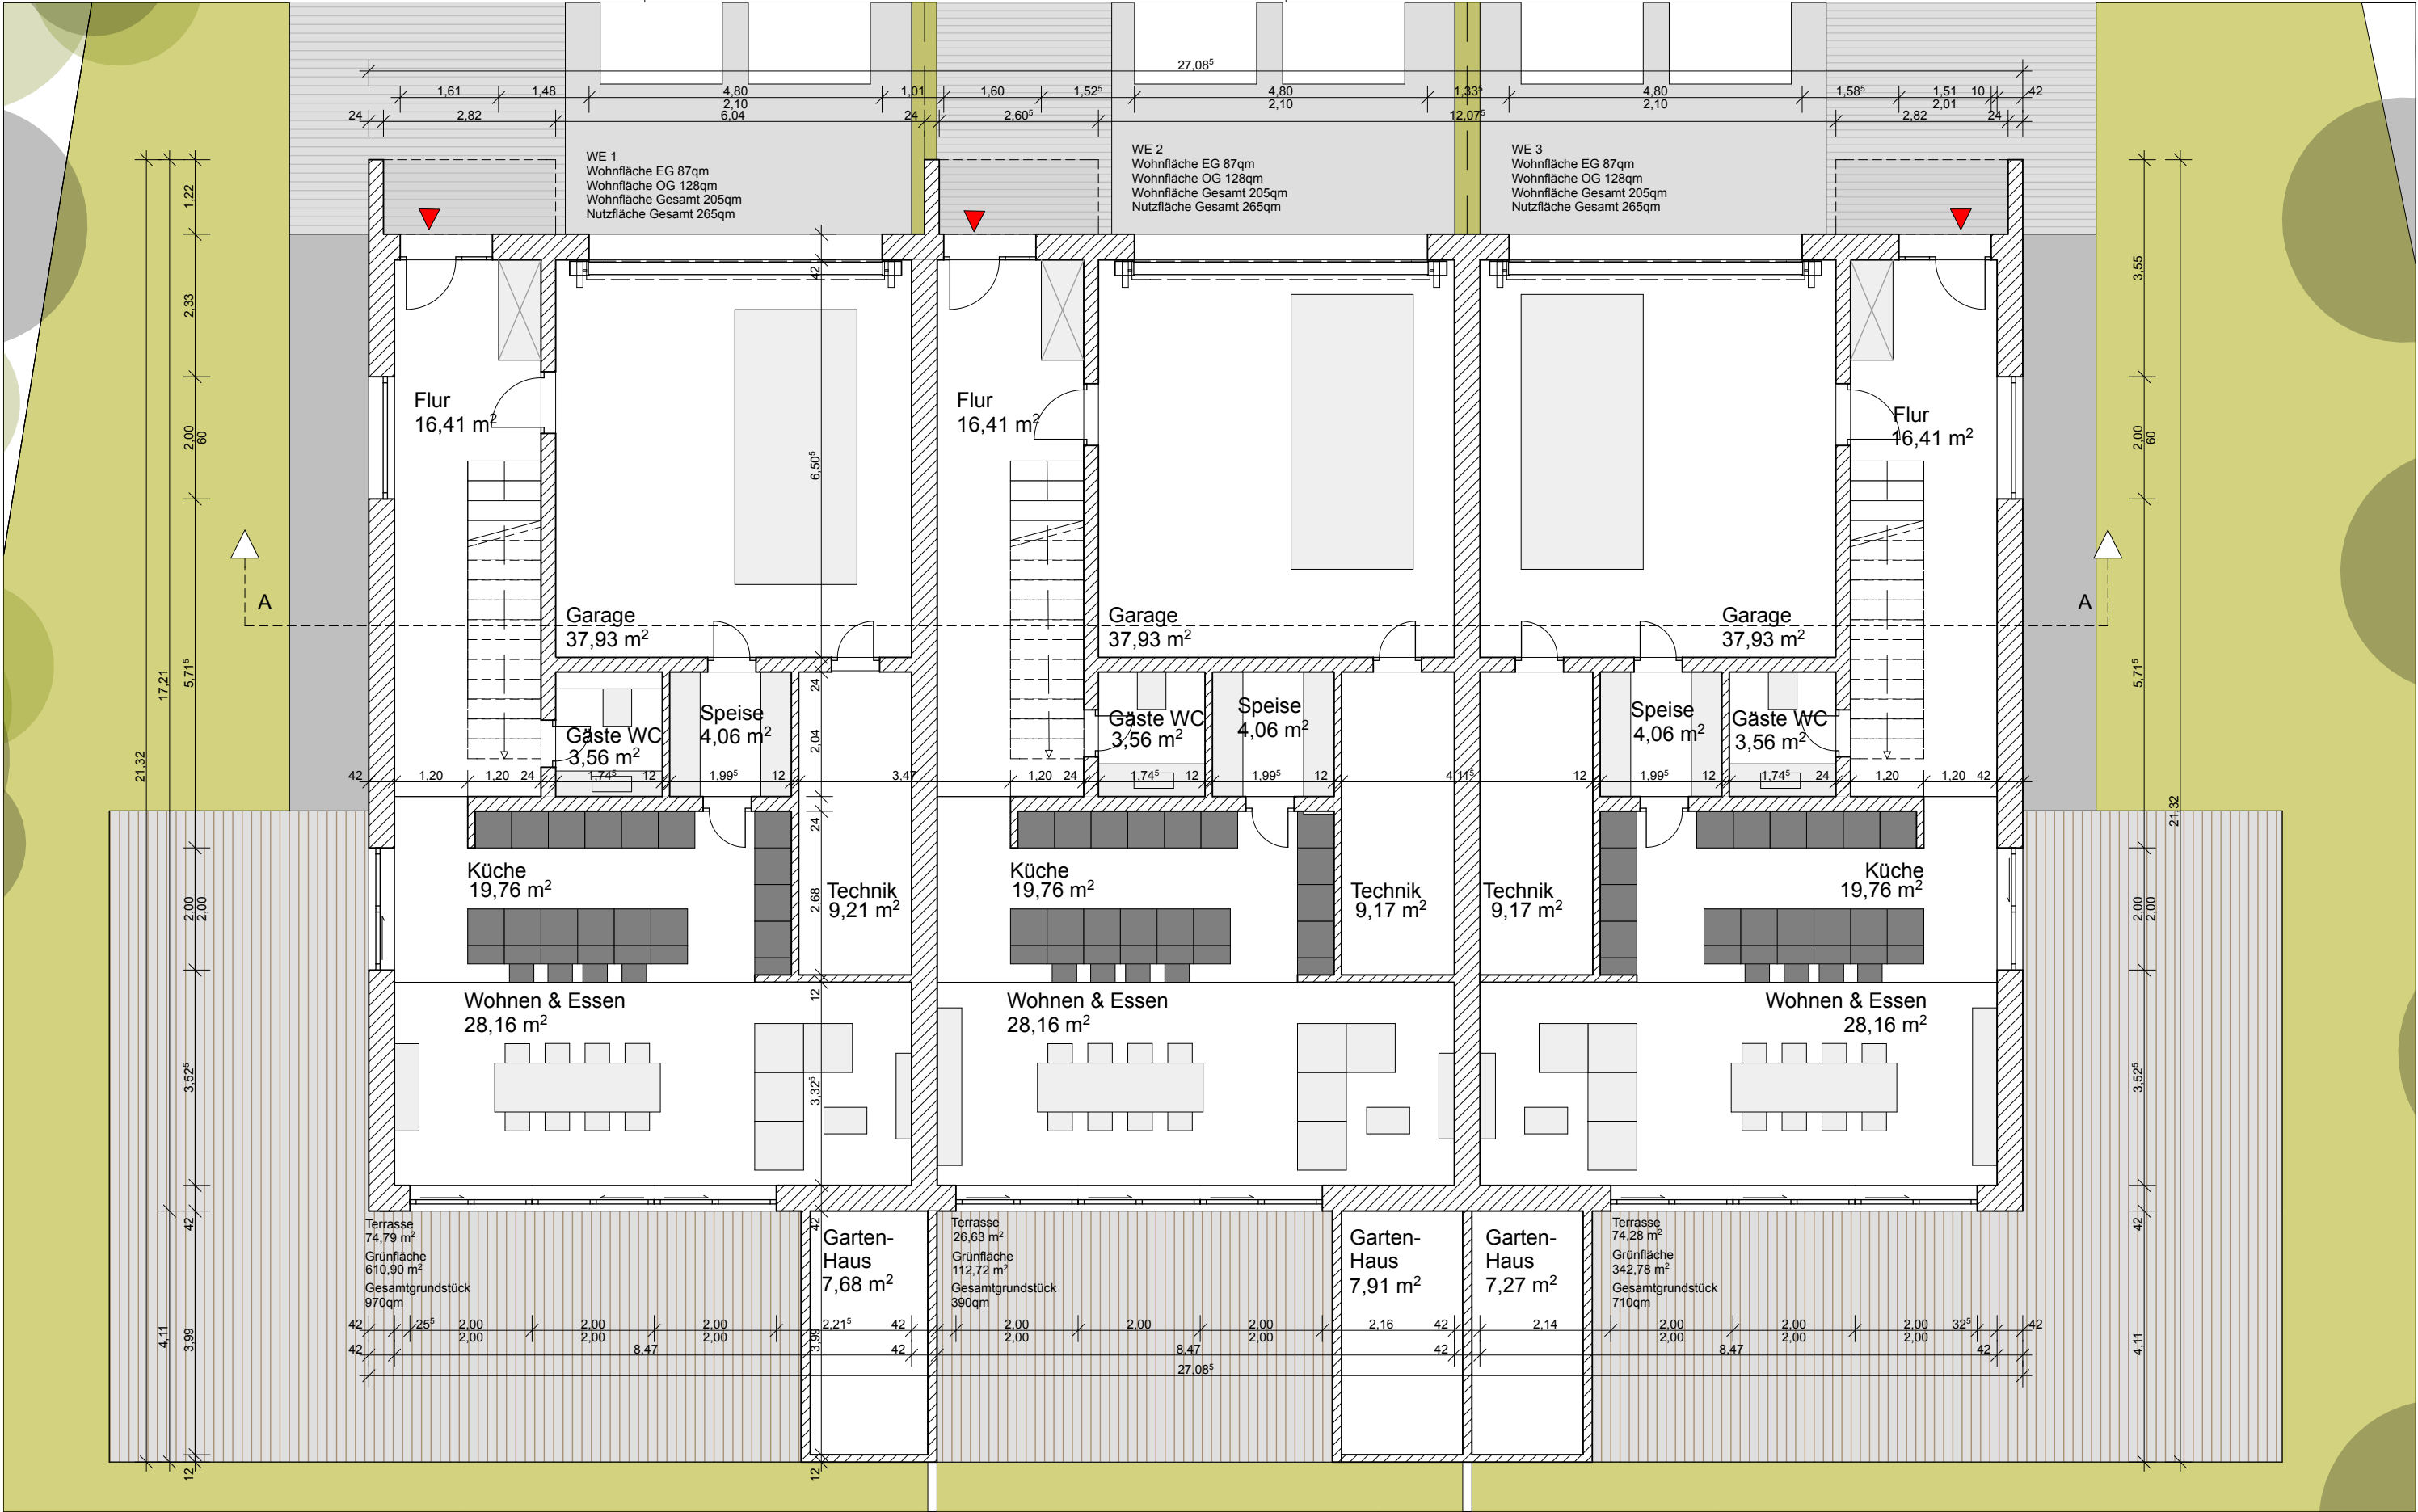 27,08⁵
1,61 1,48 4,80 1,01 1,60 1,52⁵ 4,80 1,33⁵ 4,80 1,58⁵ 1,51 10 42
2,10 2,10 2,10 2,01
24 2,82 6,04 24 2,60⁵ 12,07⁵ 2,82 24
WE 1
Wohnfläche EG 87qm
Wohnfläche OG 128qm
Wohnfläche Gesamt 205qm
Nutzfläche Gesamt 265qm
WE 2
Wohnfläche EG 87qm
Wohnfläche OG 128qm
Wohnfläche Gesamt 205qm
Nutzfläche Gesamt 265qm
WE 3
Wohnfläche EG 87qm
Wohnfläche OG 128qm
Wohnfläche Gesamt 205qm
Nutzfläche Gesamt 265qm
1,22
2,33
2,00
60
5,71⁵
17,21
21,32
2,00
2,00
3,52⁵
42
4,11
3,99
12
42
6,50⁵
24
2,04
24
2,68
12
3,32⁵
42
3,99
12
3,55
2,00
60
5,71⁵
21,32
2,00
2,00
3,52⁵
42
4,11
Flur
16,41 m²
Flur
16,41 m²
Flur
16,41 m²
A
A
Garage
37,93 m²
Garage
37,93 m²
Garage
37,93 m²
Gäste WC
3,56 m²
Speise
4,06 m²
Gäste WC
3,56 m²
Speise
4,06 m²
Speise
4,06 m²
Gäste WC
3,56 m²
42 1,20 1,20 24 1,74⁵ 12 1,99⁵ 12 3,47 1,20 24 1,74⁵ 12 1,99⁵ 12 4,11⁵ 12 1,99⁵ 12 1,74⁵ 24 1,20 1,20 42
Küche
19,76 m²
Technik
9,21 m²
Küche
19,76 m²
Technik
9,17 m²
Technik
9,17 m²
Küche
19,76 m²
Wohnen & Essen
28,16 m²
Wohnen & Essen
28,16 m²
Wohnen & Essen
28,16 m²
Terrasse
74,79 m²
Grünfläche
610,90 m²
Gesamtgrundstück
970qm
Garten-
Haus
7,68 m²
Terrasse
26,63 m²
Grünfläche
112,72 m²
Gesamtgrundstück
390qm
Garten-
Haus
7,91 m²
Garten-
Haus
7,27 m²
Terrasse
74,28 m²
Grünfläche
342,78 m²
Gesamtgrundstück
710qm
42 25⁵ 2,00 2,00 2,00 2,21⁵ 42 2,00 2,00 2,00 2,16 42 2,14 2,00 2,00 2,00 32⁵ 42
2,00 2,00 2,00 2,00 2,00 2,00 2,00 2,00
42 8,47 42 8,47 42 8,47 42
27,08⁵